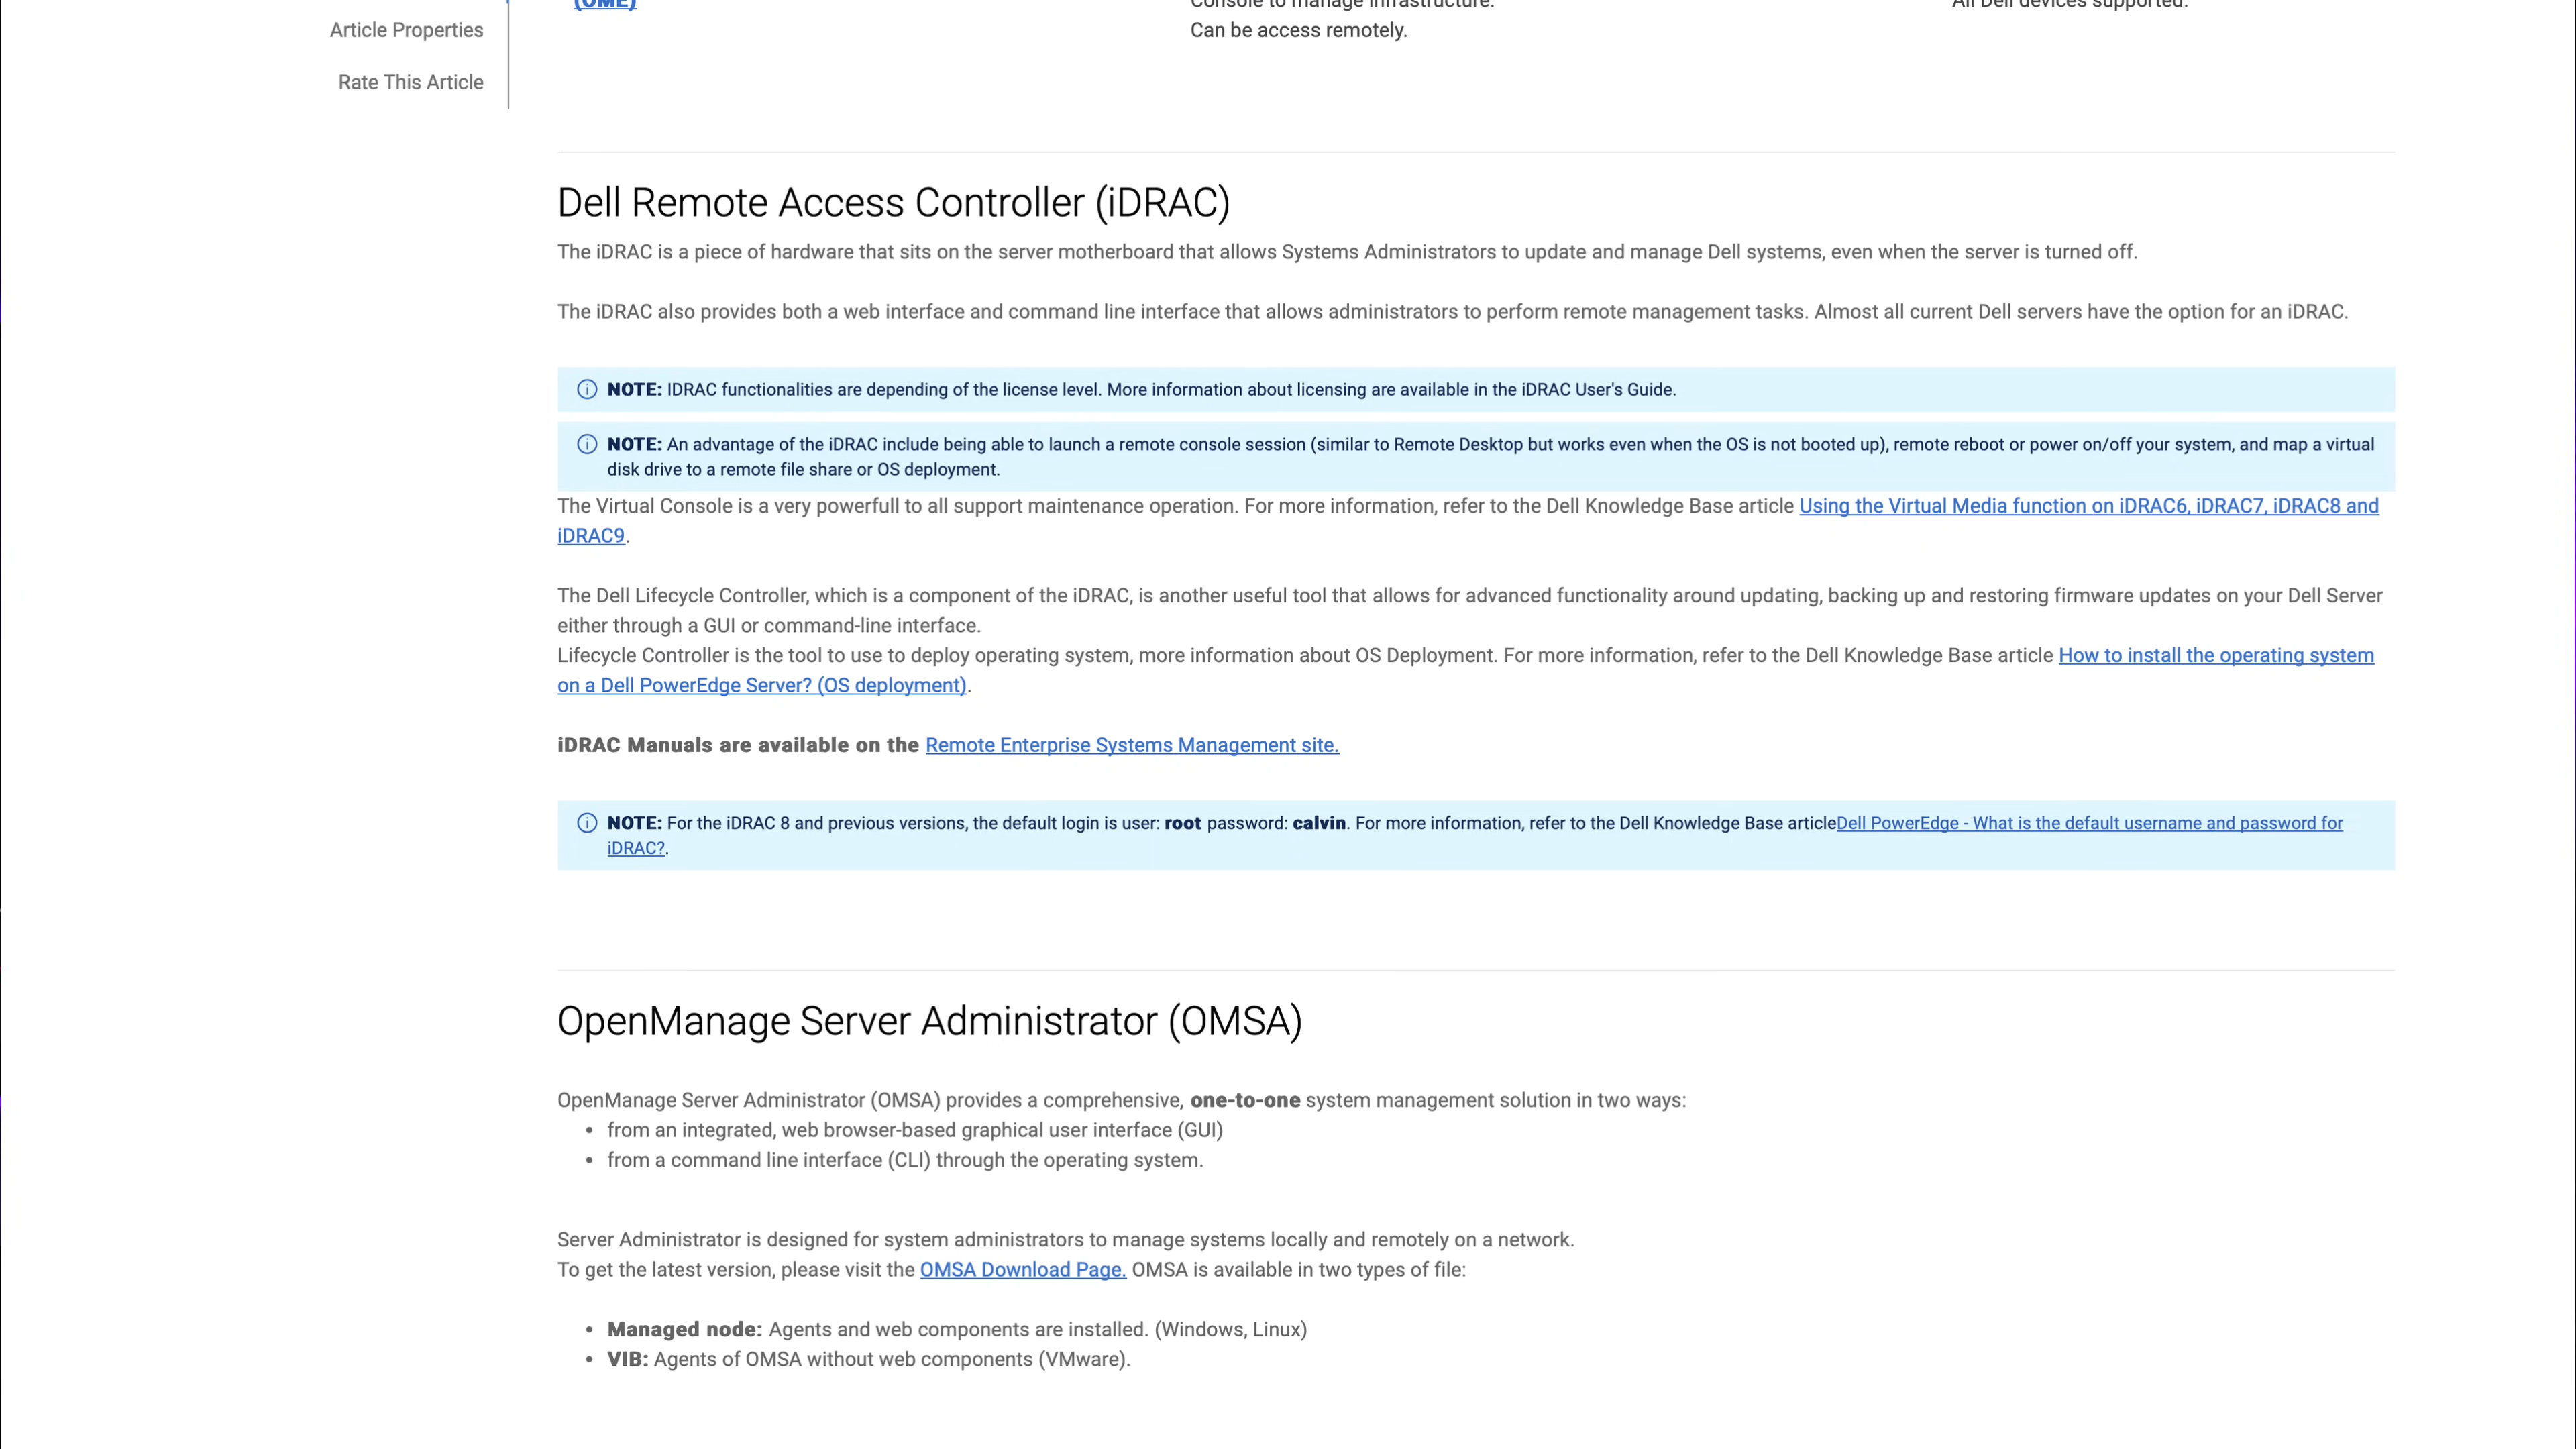 (OME)
Console to manage infrastructure.
All Dell devices supported.
Article Properties
Can be access remotely.
Rate This Article
Dell Remote Access Controller (iDRAC)
The iDRAC is a piece of hardware that sits on the server motherboard that allows Systems Administrators to update and manage Dell systems, even when the server is turned off.
The iDRAC also provides both a web interface and command line interface that allows administrators to perform remote management tasks. Almost all current Dell servers have the option for an iDRAC.
NOTE: IDRAC functionalities are depending of the license level. More information about licensing are available in the iDRAC User's Guide.
NOTE: An advantage of the iDRAC include being able to launch a remote console session (similar to Remote Desktop but works even when the OS is not booted up), remote reboot or power on/off your system, and map a virtual
disk drive to a remote file share or OS deployment.
The Virtual Console is a very powerfull to all support maintenance operation. For more information, refer to the Dell Knowledge Base article Using the Virtual Media function on iDRAC6, iDRAC7, iDRAC8 and
iDRAC9.
The Dell Lifecycle Controller, which is a component of the iDRAC, is another useful tool that allows for advanced functionality around updating, backing up and restoring firmware updates on your Dell Server
either through a GUI or command-line interface.
Lifecycle Controller is the tool to use to deploy operating system, more information about OS Deployment. For more information, refer to the Dell Knowledge Base article How to install the operating system
on a Dell PowerEdge Server? (OS deployment).
iDRAC Manuals are available on the Remote Enterprise Systems Management site.
NOTE: For the iDRAC 8 and previous versions, the default login is user: root password: calvin. For more information, refer to the Dell Knowledge Base articleDell PowerEdge - What is the default username and password for
iDRAC?.
OpenManage Server Administrator (OMSA)
OpenManage Server Administrator (OMSA) provides a comprehensive, one-to-one system management solution in two ways:
• from an integrated, web browser-based graphical user interface (GUI)
• from a command line interface (CLI) through the operating system.
Server Administrator is designed for system administrators to manage systems locally and remotely on a network.
To get the latest version, please visit the OMSA Download Page. OMSA is available in two types of file:
• Managed node: Agents and web components are installed. (Windows, Linux)
• VIB: Agents of OMSA without web components (VMware).